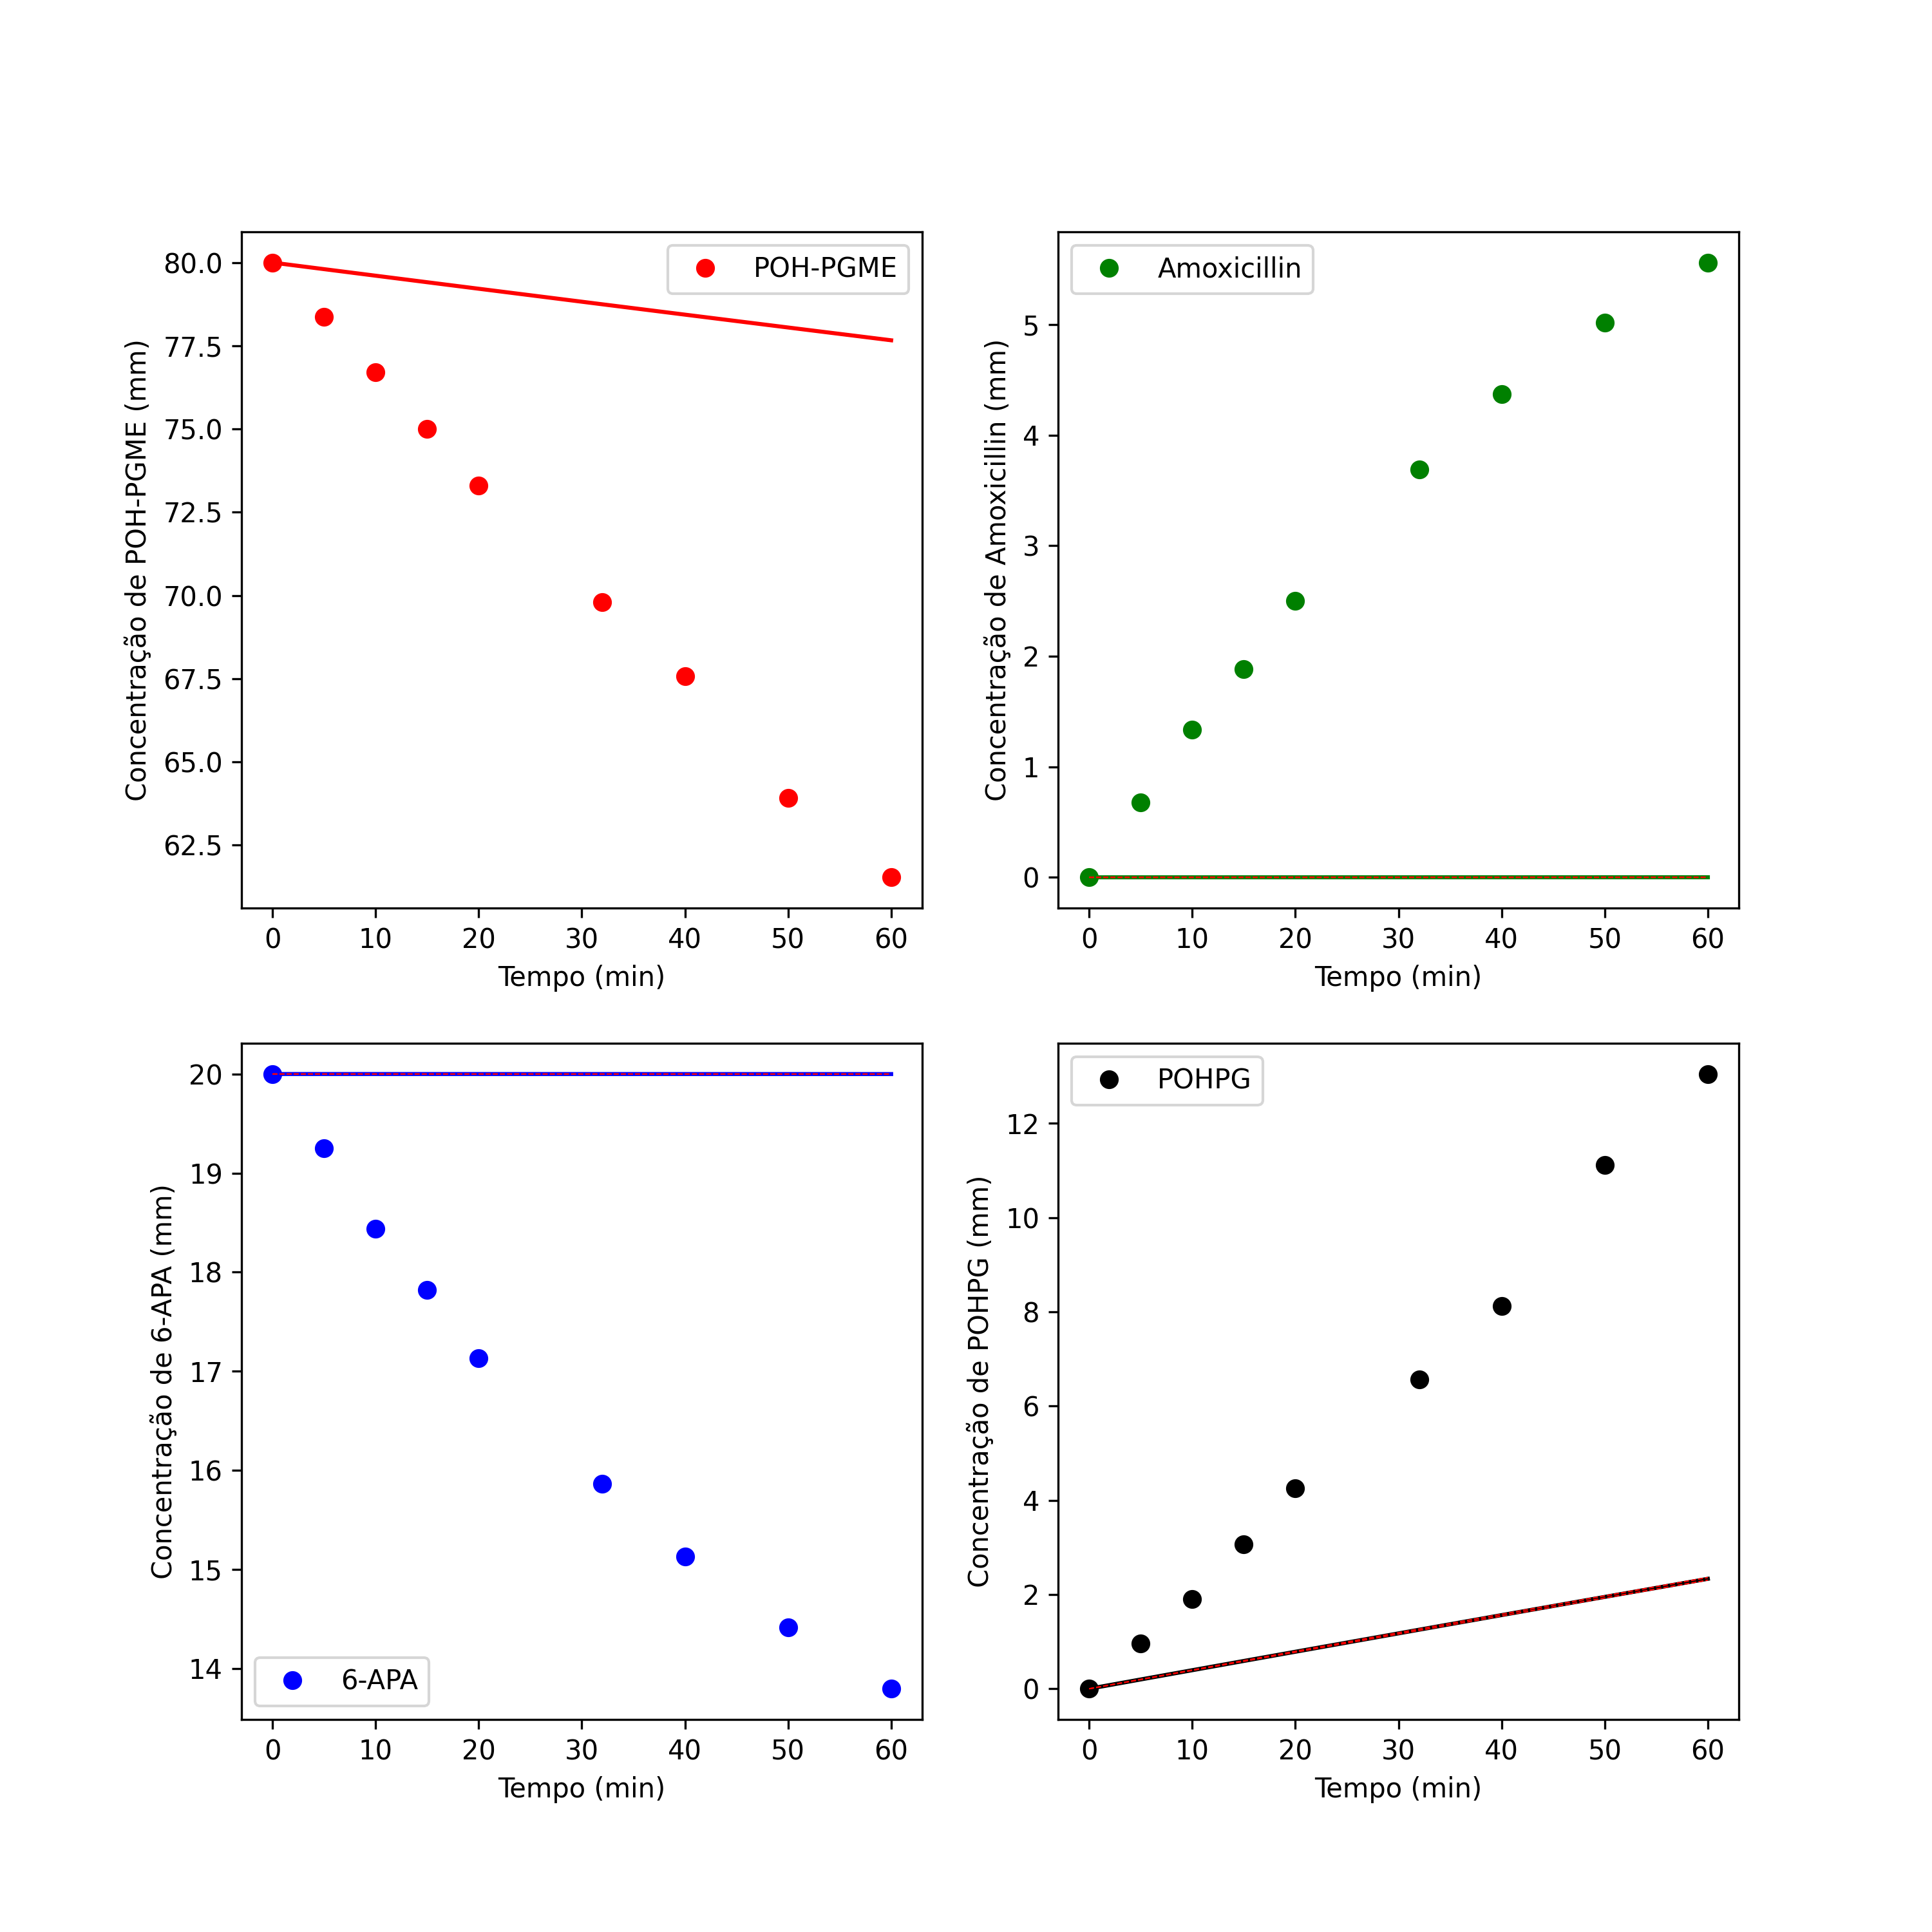 POH-PGME
80.0
77.5
75.0
72.5
70.0
67.5
65.0
62.5
Concentração de POH-PGME (mm)
0 10 20 30 40 50 60
Tempo (min)
Amoxicillin
5
4
3
2
1
0
Concentração de Amoxicillin (mm)
0 10 20 30 40 50 60
Tempo (min)
20
19
18
17
16
15
14
Concentração de 6-APA (mm)
6-APA
0 10 20 30 40 50 60
Tempo (min)
POHPG
12
10
8
6
4
2
0
Concentração de POHPG (mm)
0 10 20 30 40 50 60
Tempo (min)